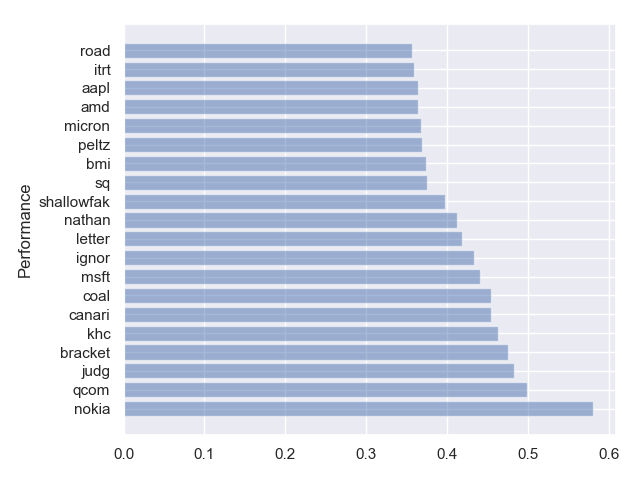 Performance
road
itrt
aapl
amd
micron
peltz
bmi
sq
shallowfak
nathan
letter
ignor
msft
coal
canari
khc
bracket
judg
qcom
nokia
0.0 0.1 0.2 0.3 0.4 0.5 0.6